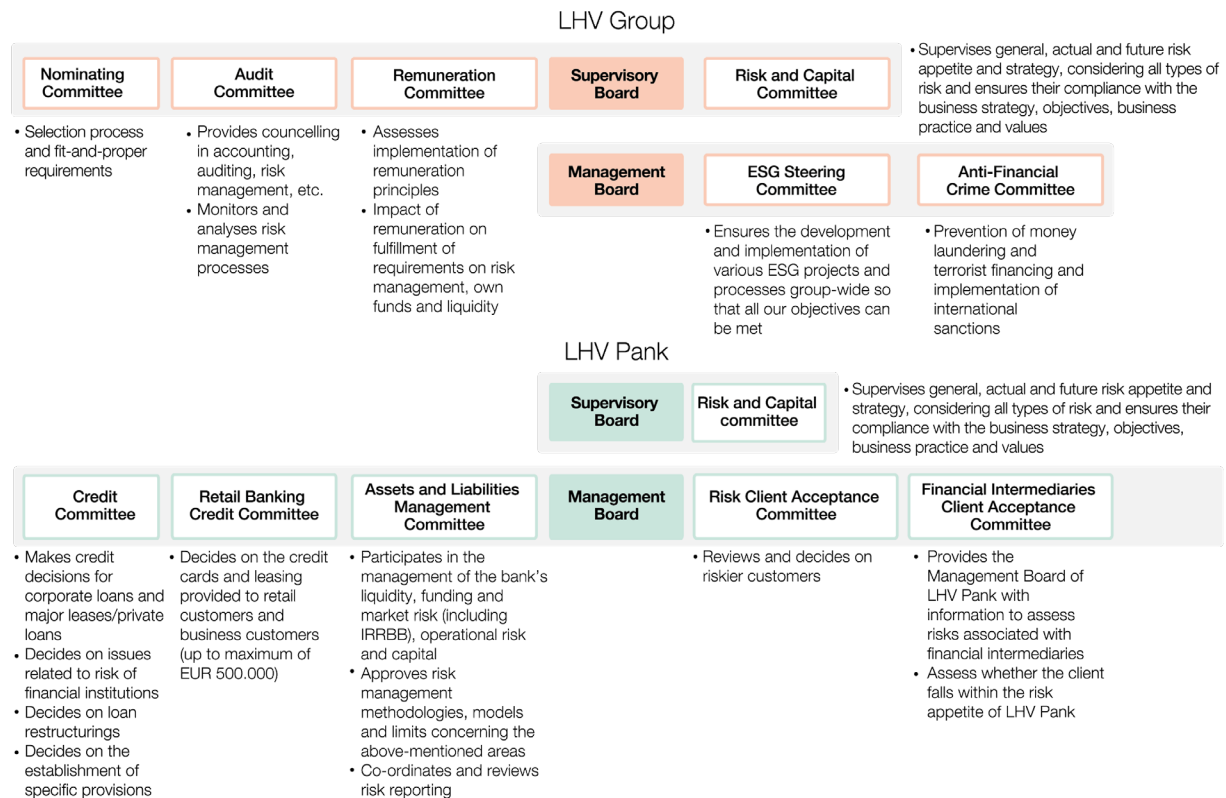 LHV Group
Nominating
Committee
Audit
Committee
Remuneration
Committee
Supervisory
Board
Risk and Capital
Committee
• Supervises general, actual and future risk
appetite and strategy, considering all types of
risk and ensures their compliance with the
business strategy, objectives, business
practice and values
• Selection process
and fit-and-proper
requirements
• Provides councelling
in accounting,
auditing, risk
management, etc.
• Monitors and
analyses risk
management
processes
• Assesses
implementation of
remuneration
principles
• Impact of
remuneration on
fulfillment of
requirements on risk
management, own
funds and liquidity
Management
Board
ESG Steering
Committee
Anti-Financial
Crime Committee
• Ensures the development
and implementation of
various ESG projects and
processes group-wide so
that all our objectives can
be met
• Prevention of money
laundering and
terrorist financing and
implementation of
international
sanctions
LHV Pank
Supervisory
Board
Risk and Capital
committee
• Supervises general, actual and future risk appetite and
strategy, considering all types of risk and ensures their
compliance with the business strategy, objectives,
business practice and values
Credit
Committee
Retail Banking
Credit Committee
Assets and Liabilities
Management
Committee
Management
Board
Risk Client Acceptance
Committee
Financial Intermediaries
Client Acceptance
Committee
• Makes credit
decisions for
corporate loans and
major leases/private
loans
• Decides on issues
related to risk of
financial institutions
• Decides on loan
restructurings
• Decides on the
establishment of
specific provisions
• Decides on the credit
cards and leasing
provided to retail
customers and
business customers
(up to maximum of
EUR 500.000)
• Participates in the
management of the bank's
liquidity, funding and
market risk (including
IRRBB), operational risk
and capital
• Approves risk
management
methodologies, models
and limits concerning the
above-mentioned areas
• Co-ordinates and reviews
risk reporting
• Reviews and decides on
riskier customers
• Provides the
Management Board of
LHV Pank with
information to assess
risks associated with
financial intermediaries
• Assess whether the client
falls within the risk
appetite of LHV Pank